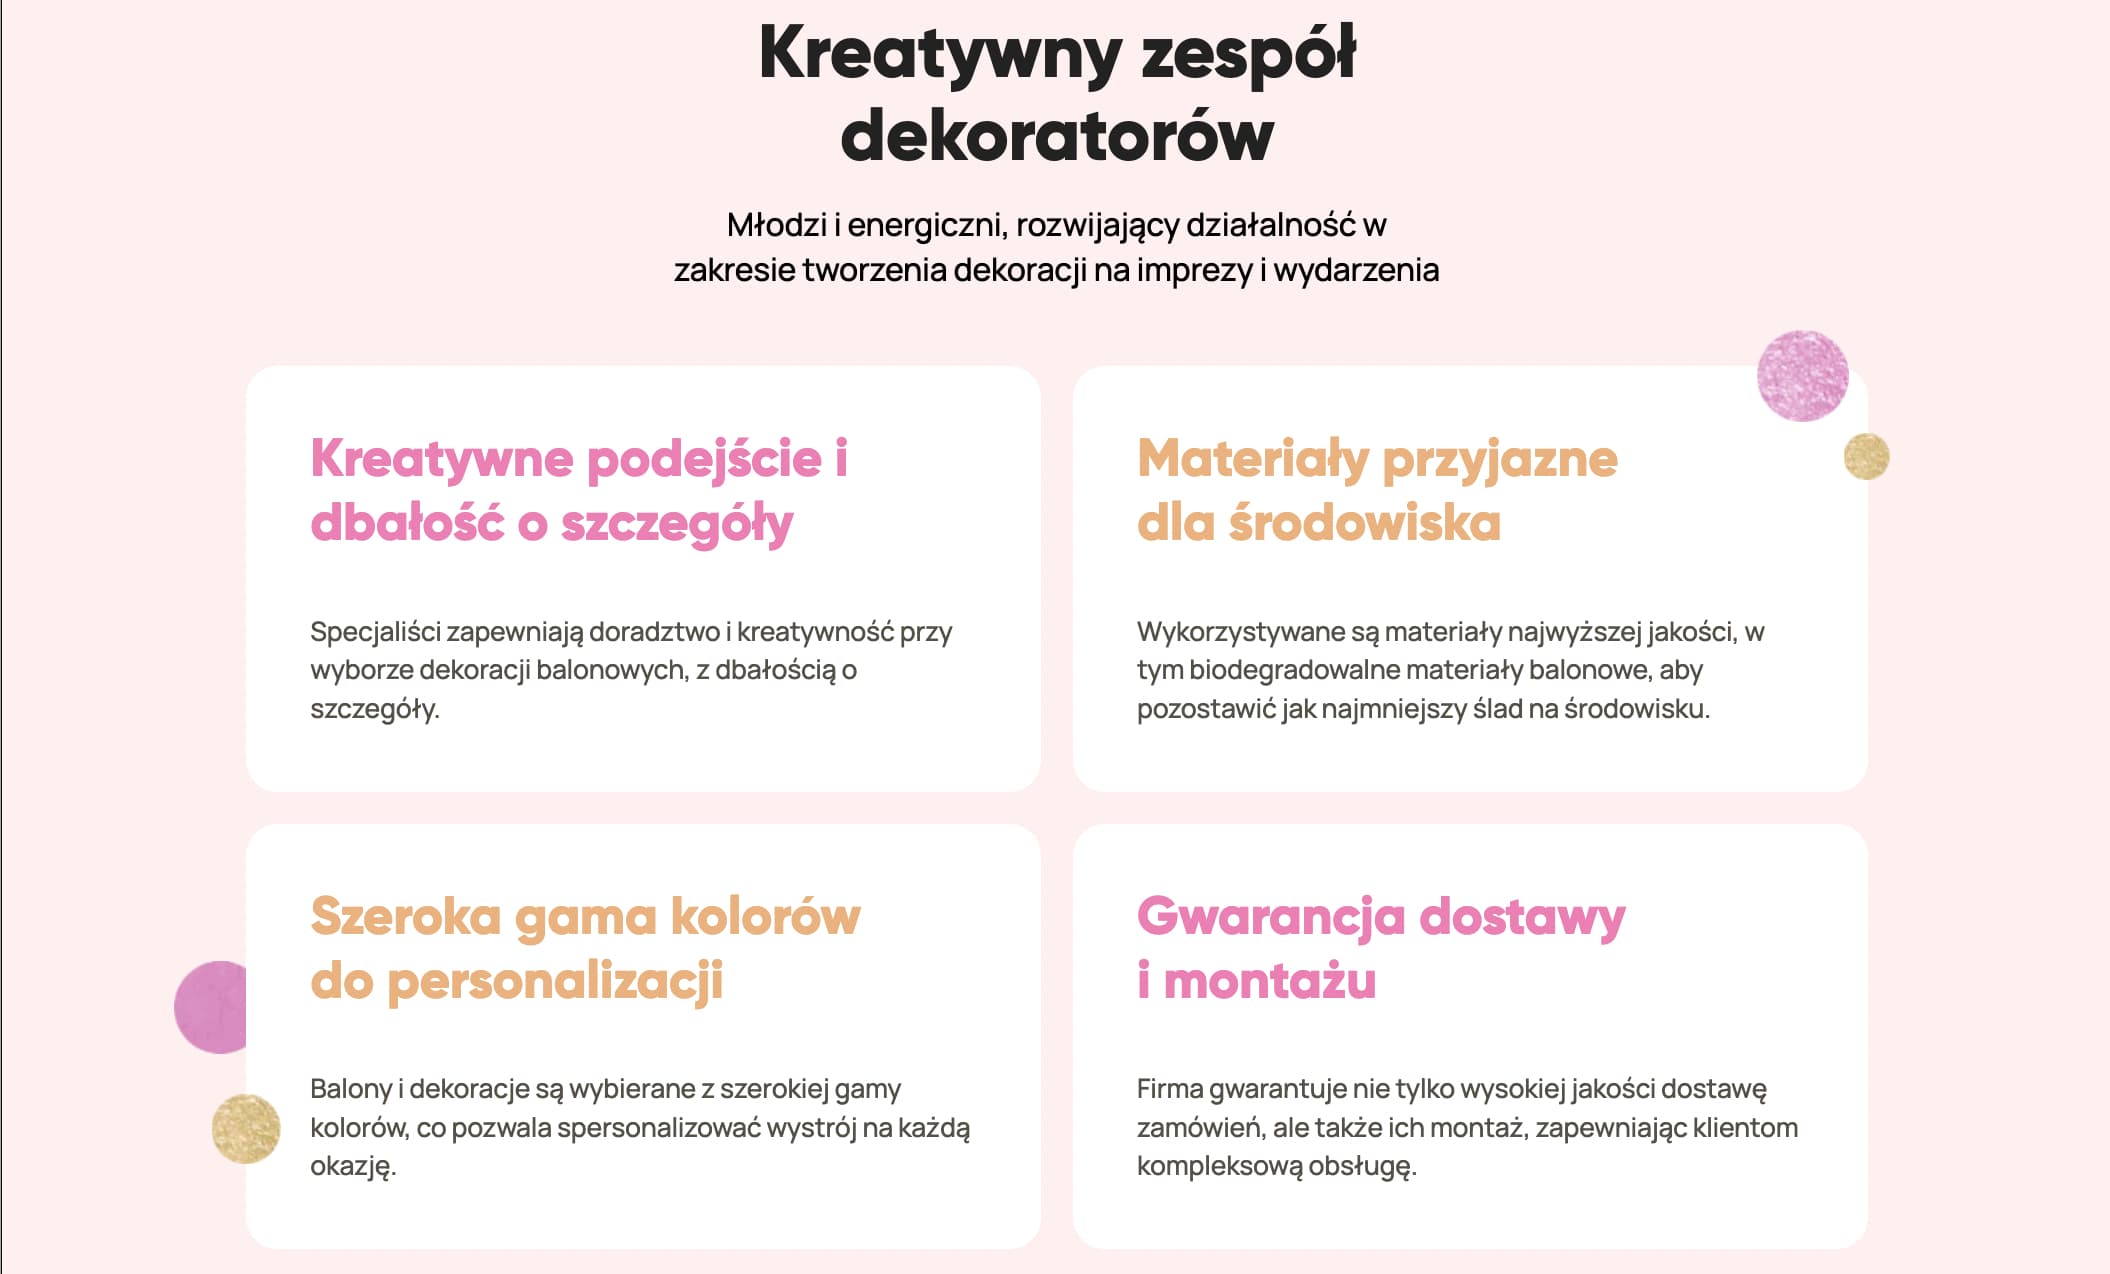 Kreatywny zespół
dekoratorów
Młodzi i energiczni, rozwijający działalność w
zakresie tworzenia dekoracji na imprezy i wydarzenia
Kreatywne podejście i
dbałość o szczegóły
Specjaliści zapewniają doradztwo i kreatywność przy
wyborze dekoracji balonowych, z dbałością o
szczegóły.
Materiały przyjazne
dla środowiska
Wykorzystywane są materiały najwyższej jakości, w
tym biodegradowalne materiały balonowe, aby
pozostawić jak najmniejszy ślad na środowisku.
Szeroka gama kolorów
do personalizacji
Balony i dekoracje są wybierane z szerokiej gamy
kolorów, co pozwala spersonalizować wystrój na każdą
okazję.
Gwarancja dostawy
i montażu
Firma gwarantuje nie tylko wysokiej jakości dostawę
zamówień, ale także ich montaż, zapewniając klientom
kompleksową obsługę.